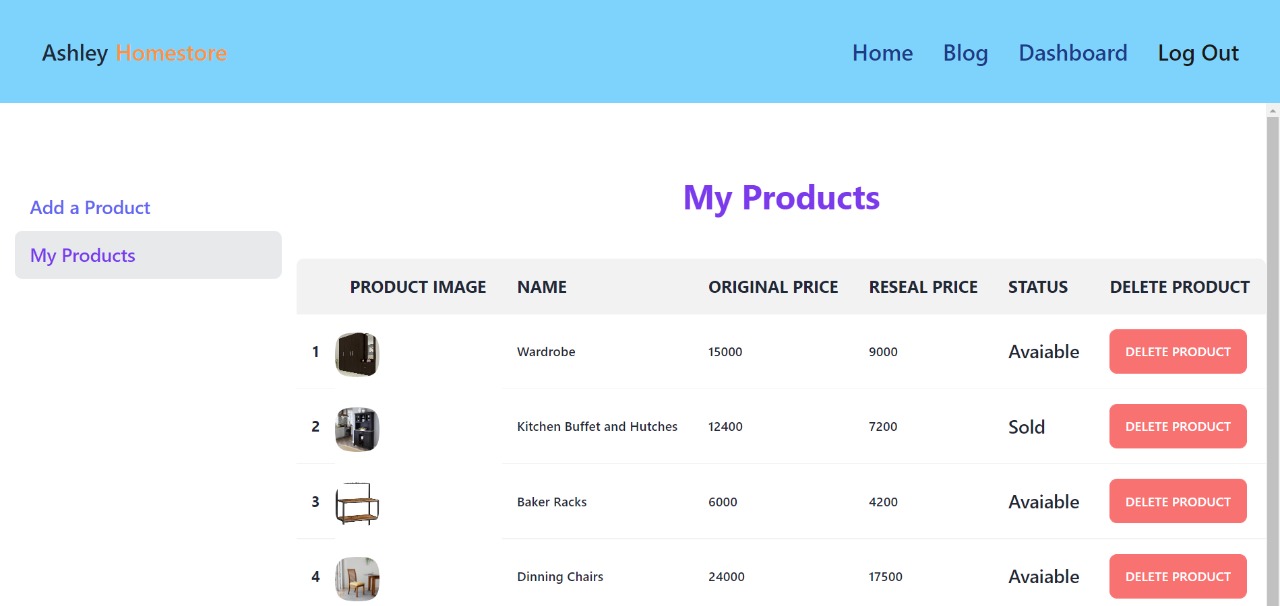 Ashley Homestore
Home Blog Dashboard Log Out
Add a Product
My Products
My Products
PRODUCT IMAGE NAME ORIGINAL PRICE RESEAL PRICE STATUS DELETE PRODUCT
1 Wardrobe 15000 9000 Avaiable DELETE PRODUCT
2 Kitchen Buffet and Hutches 12400 7200 Sold DELETE PRODUCT
3 Baker Racks 6000 4200 Avaiable DELETE PRODUCT
4 Dinning Chairs 24000 17500 Avaiable DELETE PRODUCT